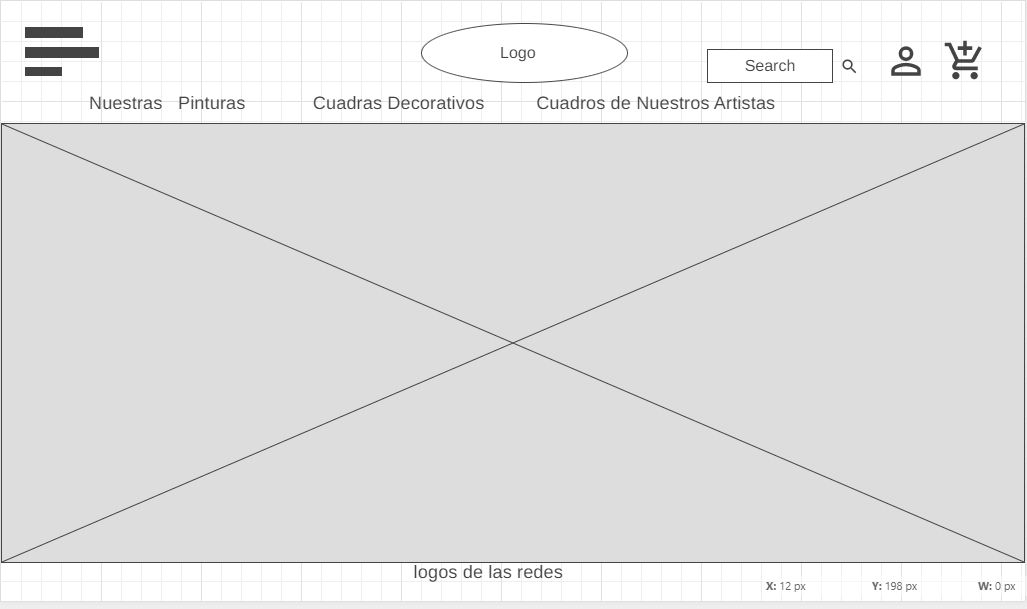 Logo
Search
Nuestras Pinturas
Cuadras Decorativos
Cuadros de Nuestros Artistas
logos de las redes
X: 12 px Y: 198 px W: 0 px